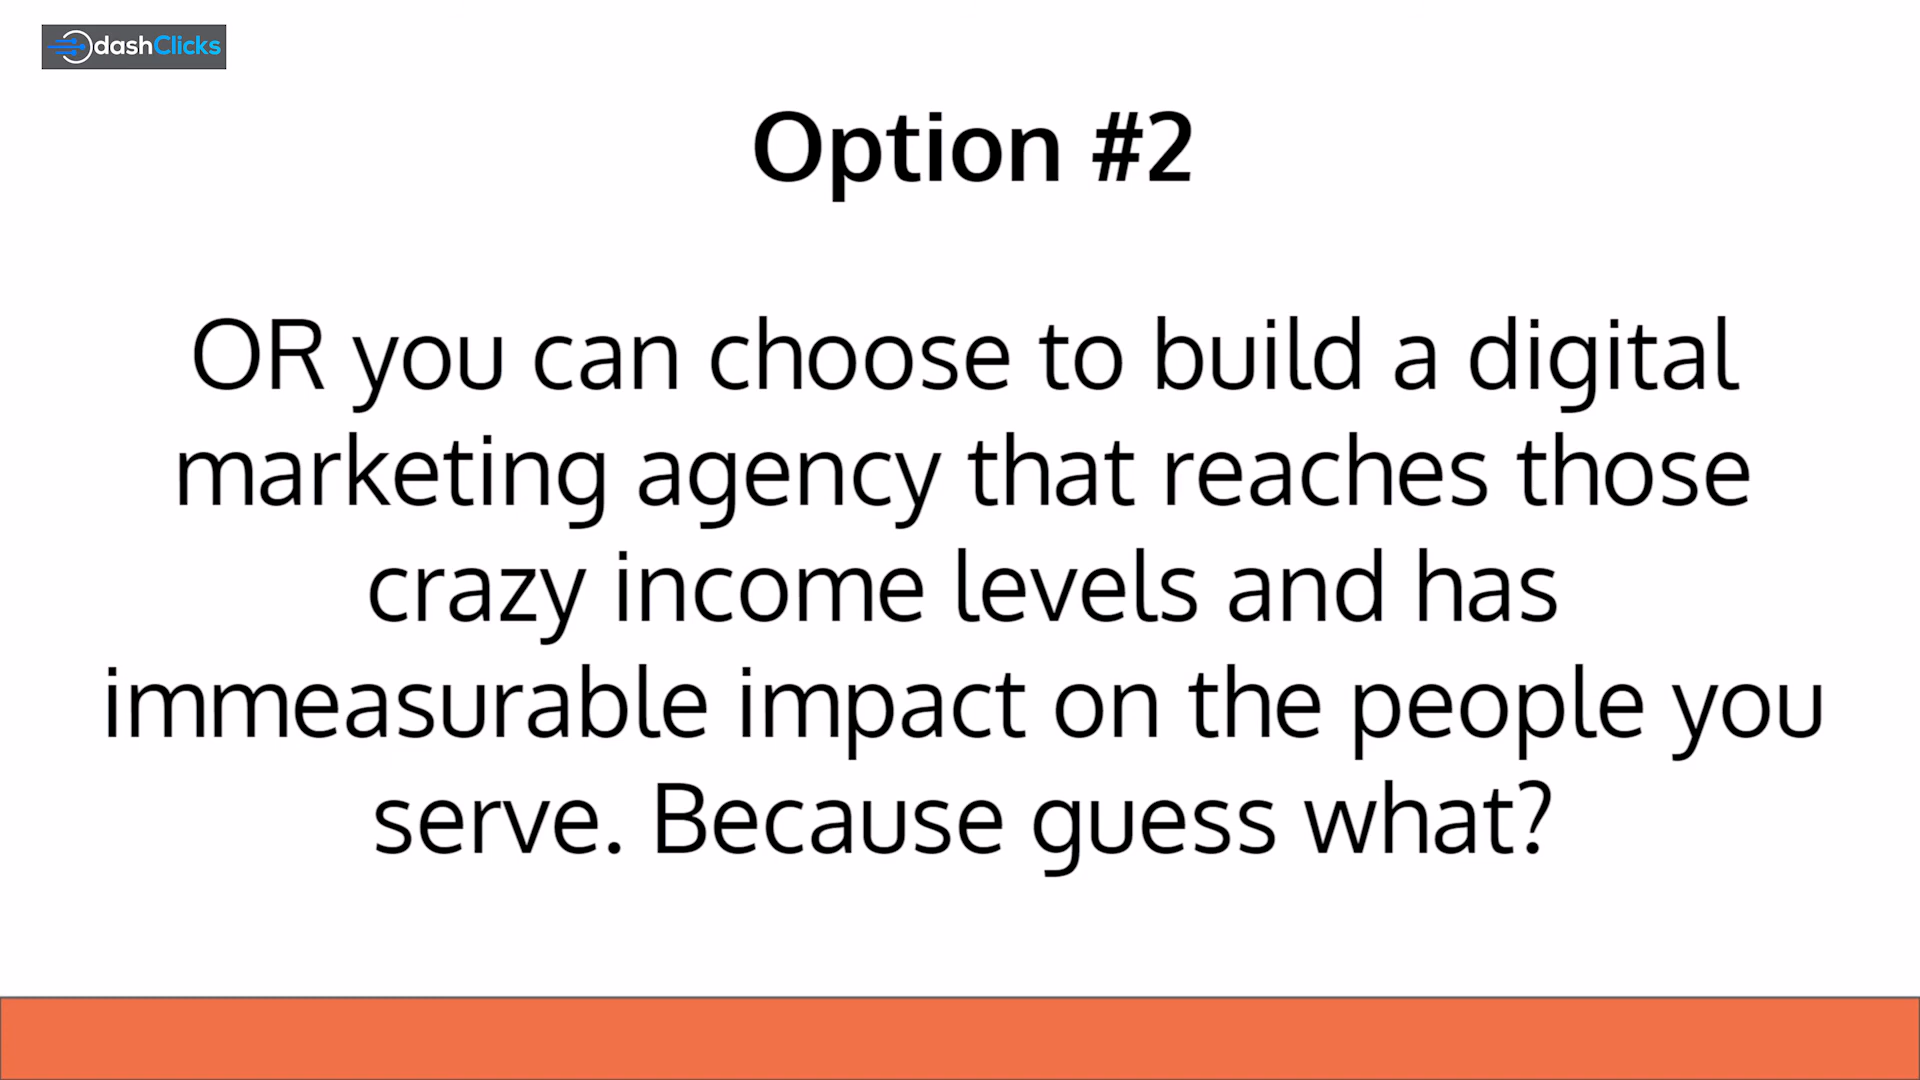 dashClicks
Option #2
OR you can choose to build a digital
marketing agency that reaches those
crazy income levels and has
immeasurable impact on the people you
serve. Because guess what?